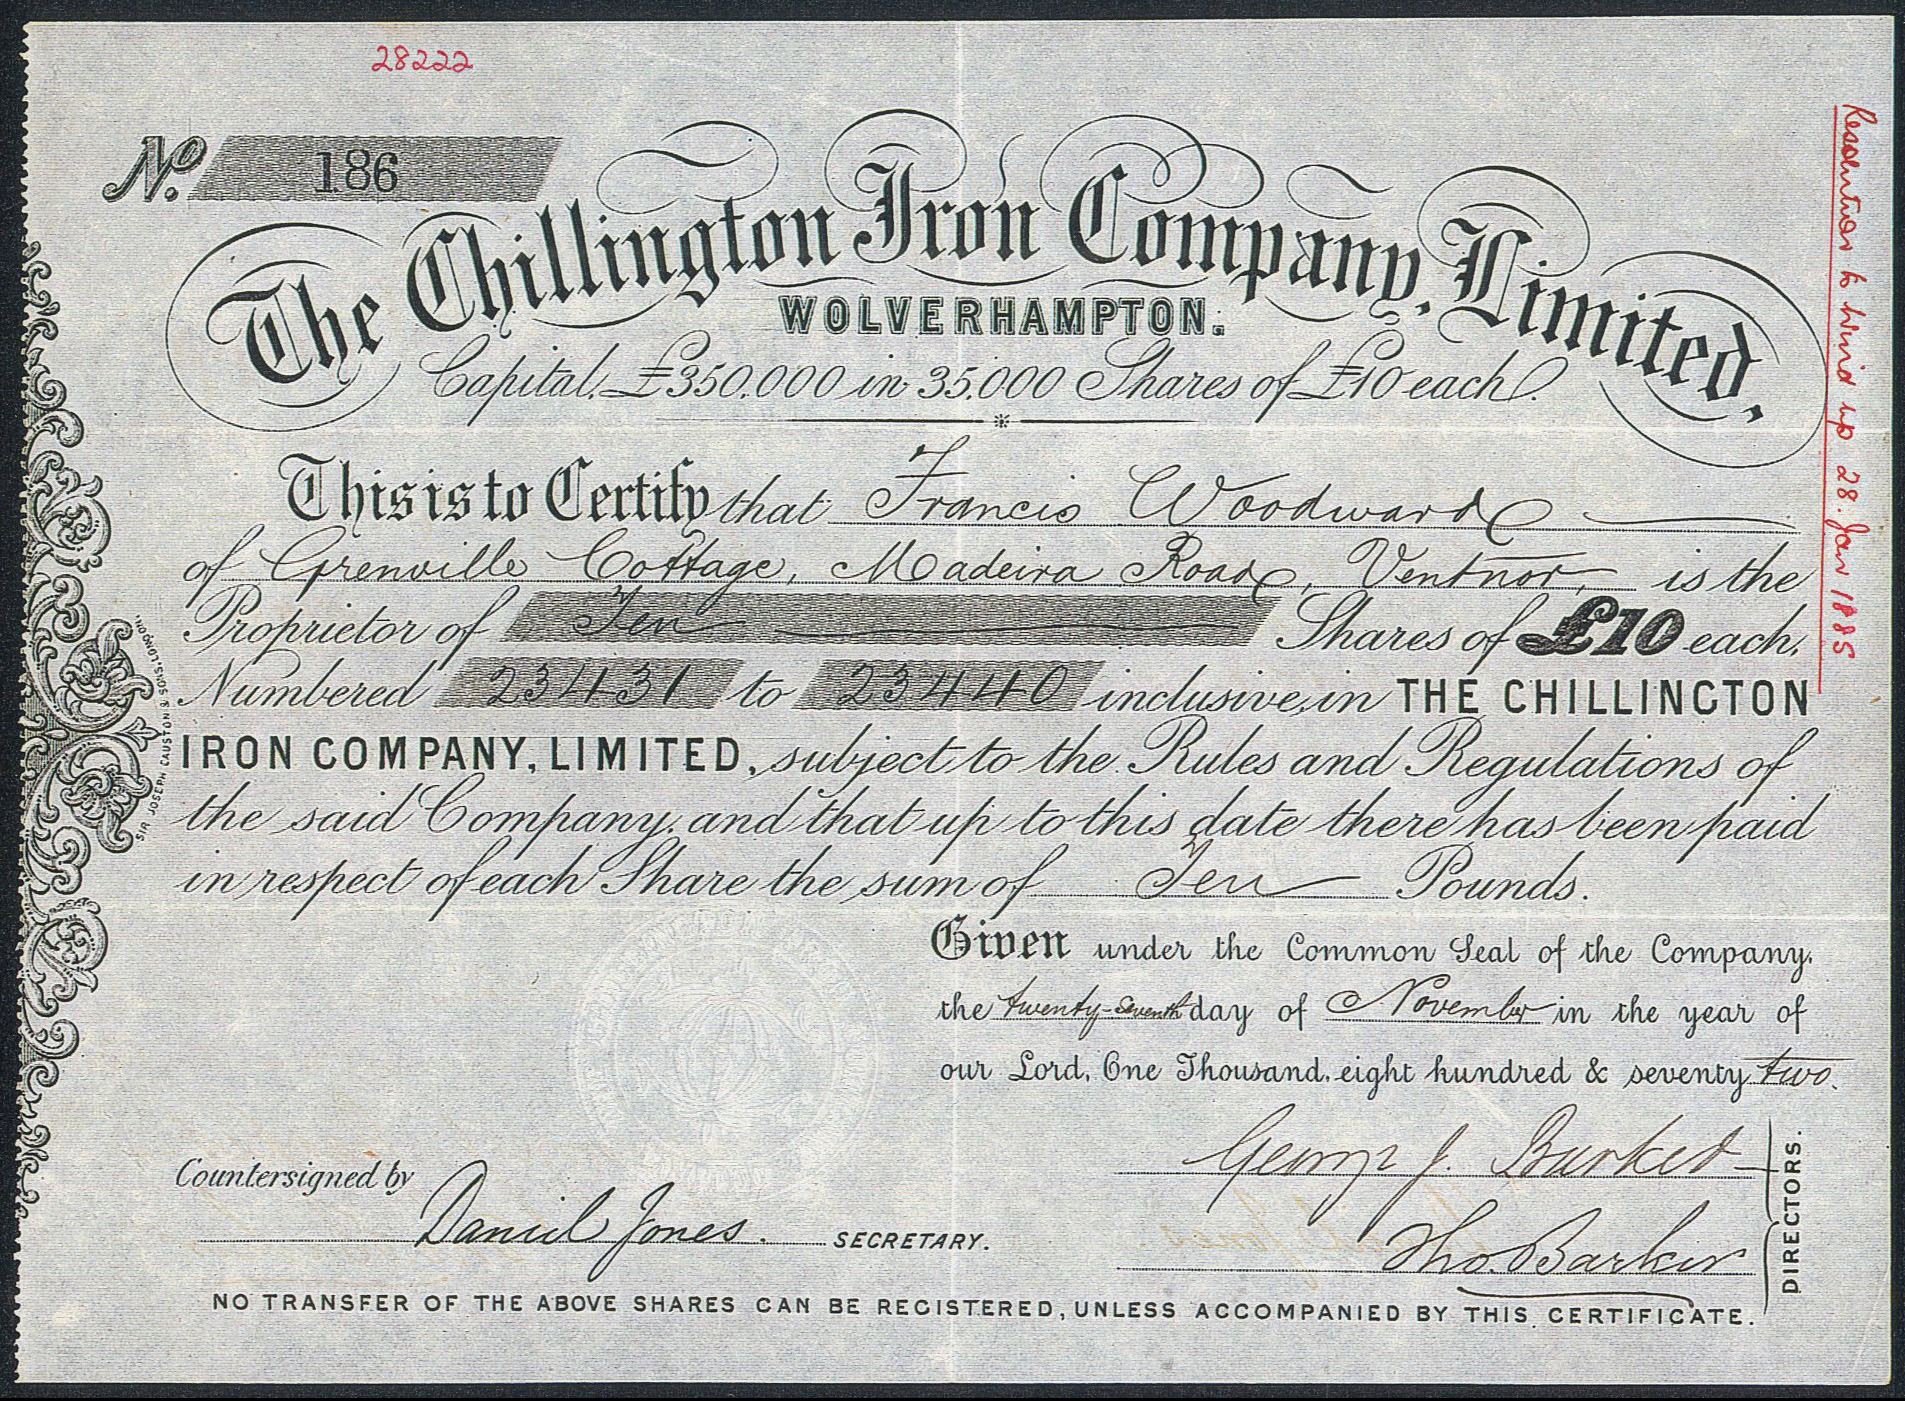 28222
No. 186
The Chillington Iron Company, Limited,
WOLVERHAMPTON.
Capital, £350,000 in 35,000 Shares of £10 each.
This is to Certify that Francis Woodward
of Grenville Cottage, Madeira Road, Ventnor, is the
Proprietor of Ten Shares of £10 each,
Numbered 23431 to 23440 inclusive, in THE CHILLINGTON
IRON COMPANY, LIMITED, subject to the Rules and Regulations of
the said Company, and that up to this date there has been paid
in respect of each Share the sum of Ten Pounds.
Given under the Common Seal of the Company,
the twenty-seventh day of November in the year of
our Lord, One Thousand, eight hundred & seventy two.
George J. Barker
Tho. Barker
DIRECTORS.
Countersigned by
Daniel Jones. SECRETARY.
NO TRANSFER OF THE ABOVE SHARES CAN BE REGISTERED, UNLESS ACCOMPANIED BY THIS CERTIFICATE.
SIR JOSEPH CAUSTON & SONS, LONDON
to wind up 28. Jan 1885